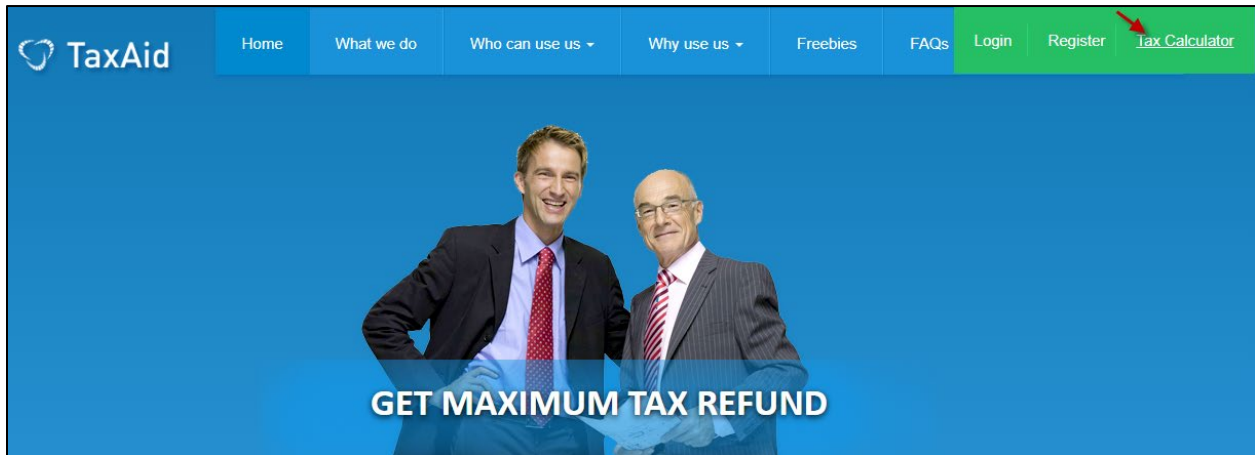 TaxAid
Home What we do Who can use us Why use us Freebies FAQs Login Register Tax Calculator
GET MAXIMUM TAX REFUND